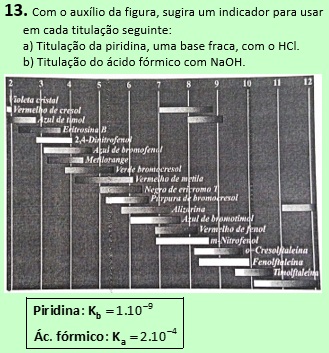 13. Com o auxílio da figura, sugira um indicador para usar
em cada titulação seguinte:
a) Titulação da piridina, uma base fraca, com o HCl.
b) Titulação do ácido fórmico com NaOH.
2 3 4 5 6 7 8 9 10 11 12
Violeta cristal
Vermelho de cresol
Azul de timol
Eritrosina B
2,4-Dinitrofenol
Azul de bromofenol
Metilorange
Verde bromocresol
Vermelho de metila
Negro de ericromo T
Púrpura de bromocresol
Alizarina
Azul de bromotimol
Vermelho de fenol
m-Nitrofenol
o-Cresolftaleína
Fenolftaleína
Timolftaleína
Piridina: K_b = 1.10⁻⁹
Ác. fórmico: K_a = 2.10⁻⁴